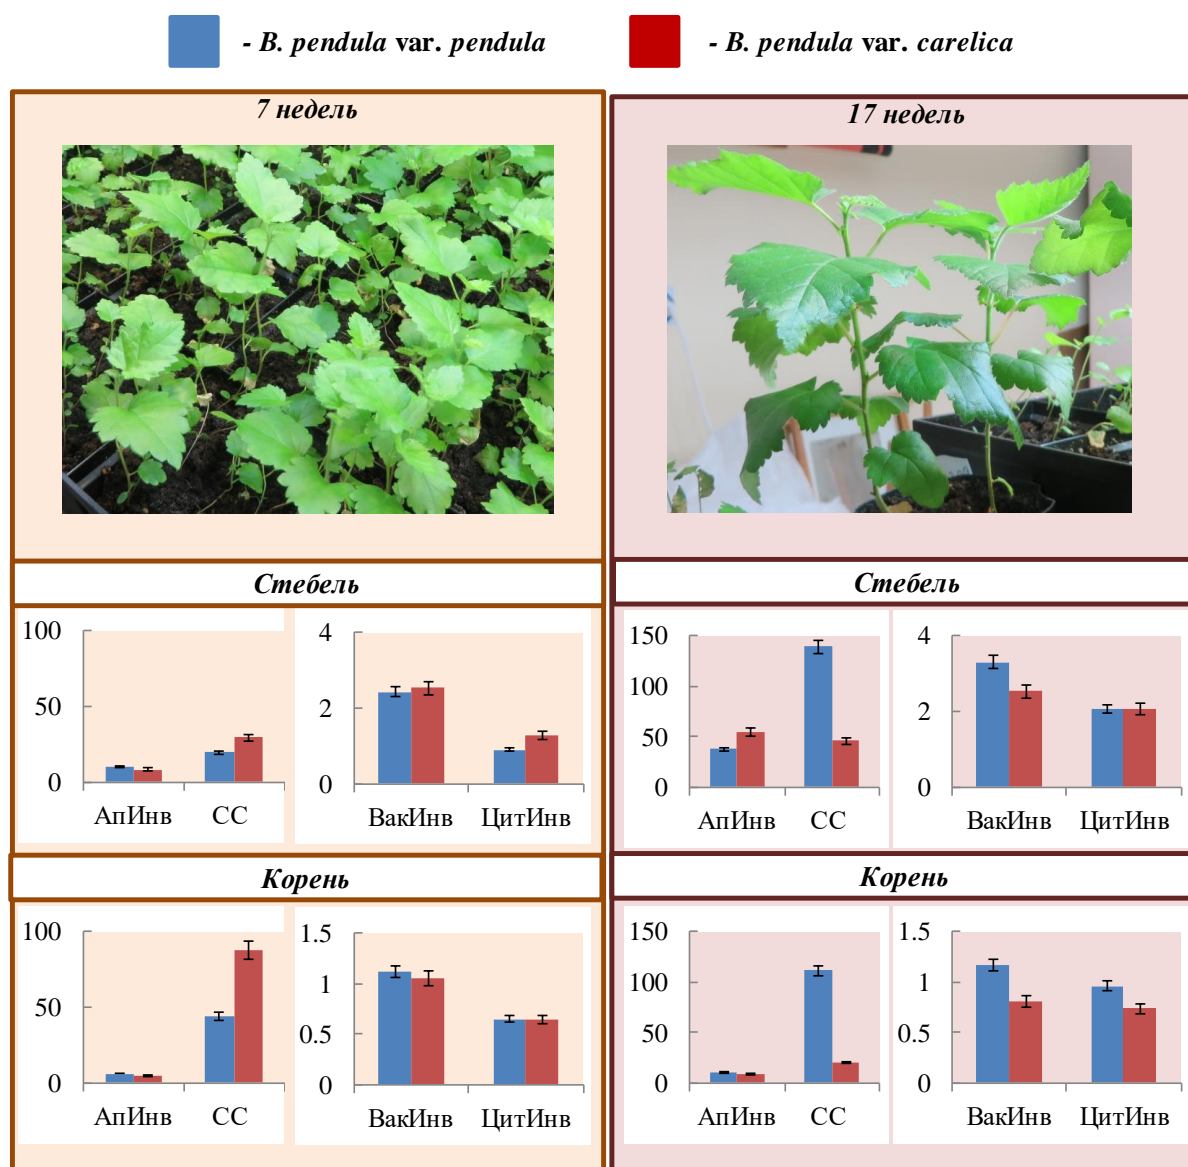 - B. pendula var. pendula - B. pendula var. carelica
7 недель
17 недель
Стебель
100
50
0
АпИнв СС
4
2
0
ВакИнв ЦитИнв
Стебель
150
100
50
0
АпИнв СС
4
2
0
ВакИнв ЦитИнв
Корень
100
50
0
АпИнв СС
1.5
1
0.5
0
ВакИнв ЦитИнв
Корень
150
100
50
0
АпИнв СС
1.5
1
0.5
0
ВакИнв ЦитИнв